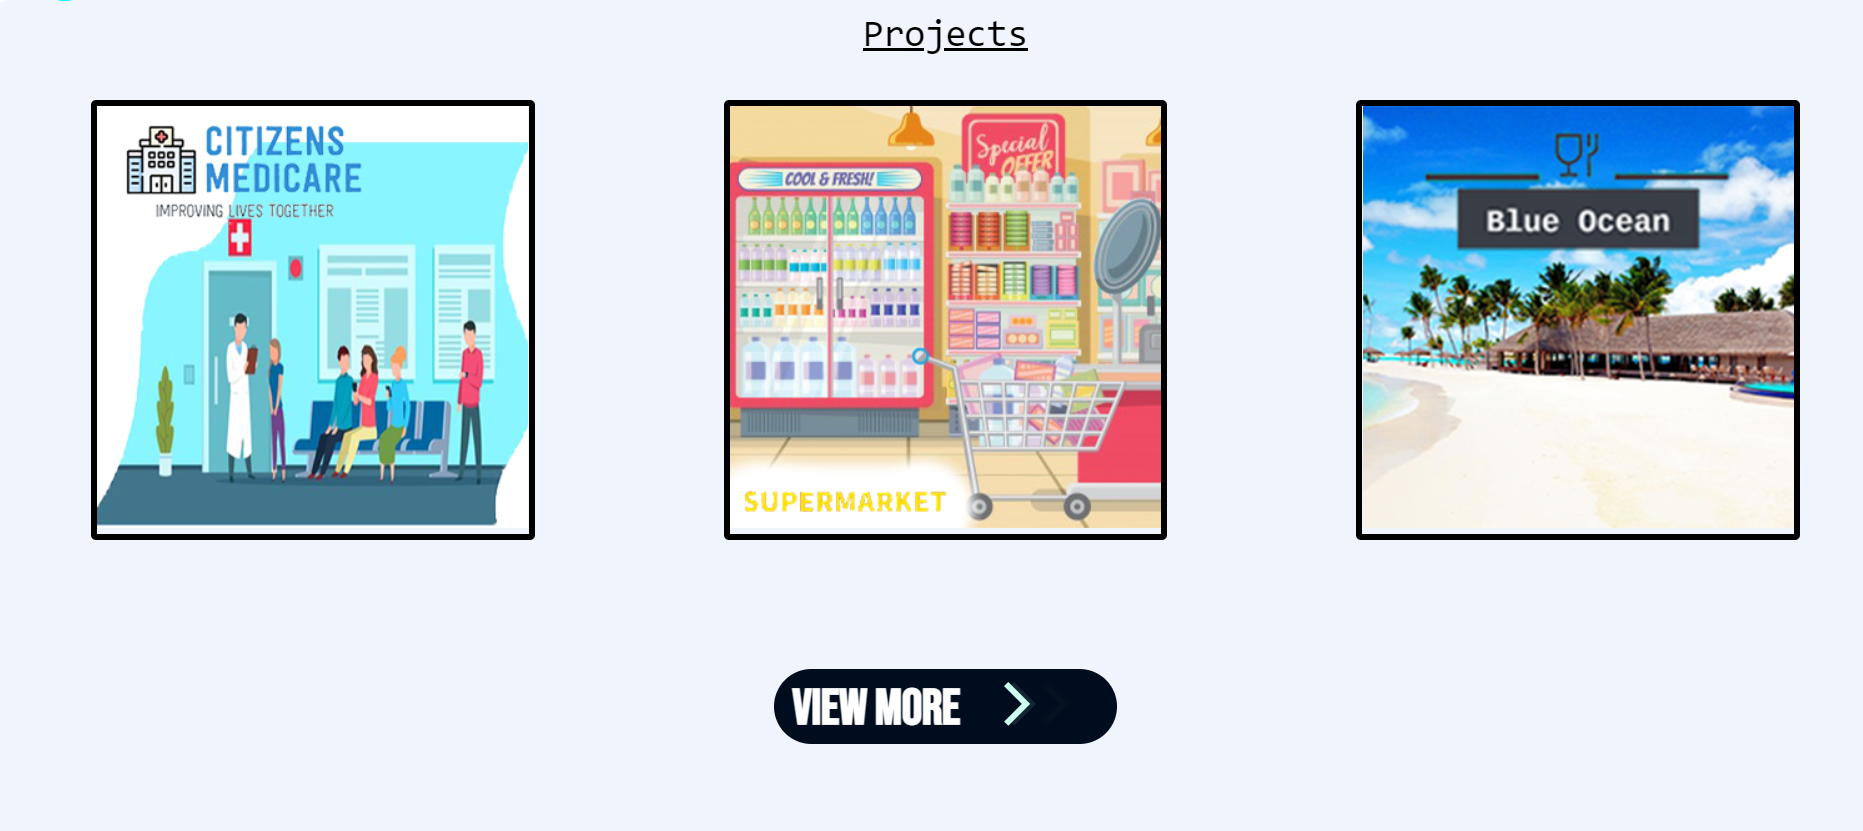 Projects
CITIZENS
MEDICARE
IMPROVING LIVES TOGETHER
COOL & FRESH!
Special
OFFER
SUPERMARKET
Blue Ocean
VIEW MORE